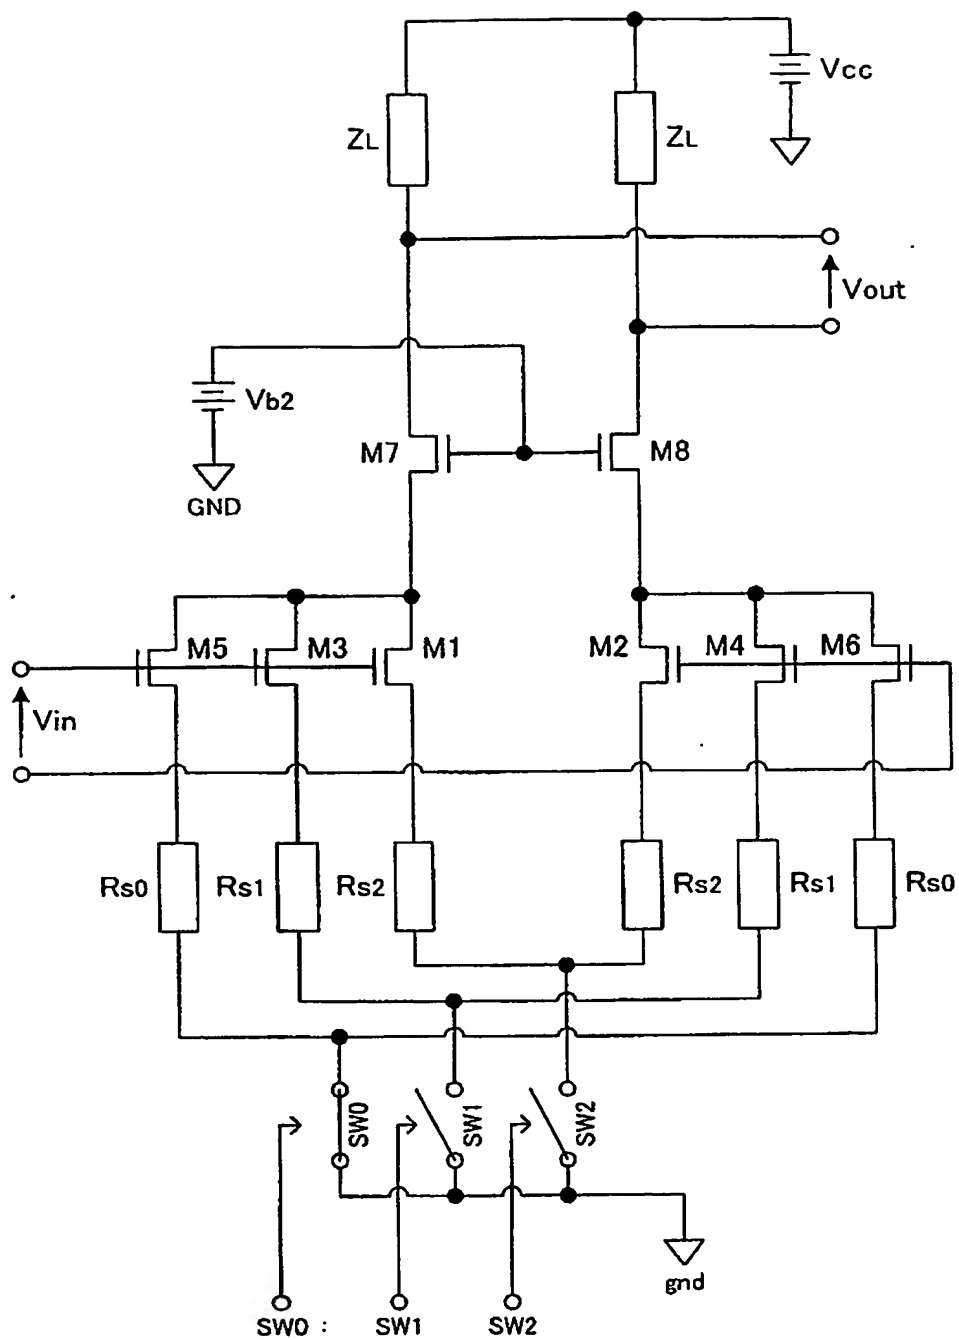 Vcc
ZL
ZL
Vout
Vb2
M7
M8
GND
M5
M3
M1
M2
M4
M6
Vin
Rs0
Rs1
Rs2
Rs2
Rs1
Rs0
SW0
SW1
SW2
gnd
SW0 :
SW1
SW2